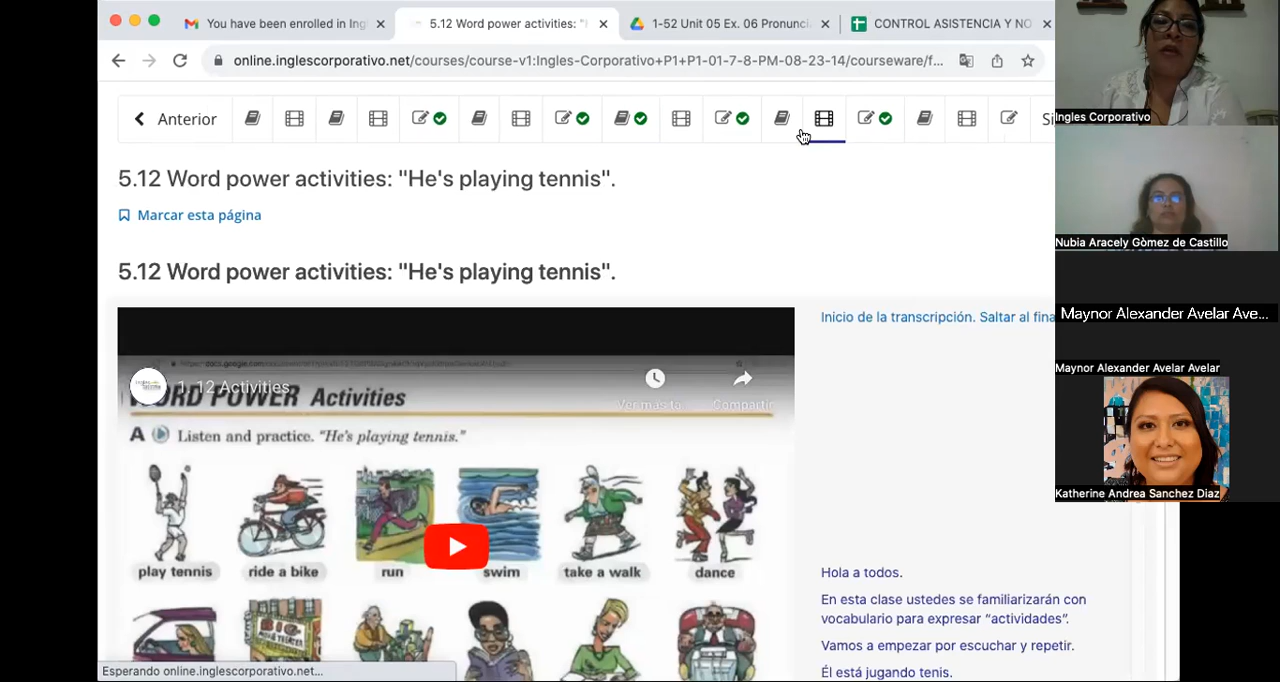 You have been enrolled in Ing
5.12 Word power activities: "
1-52 Unit 05 Ex. 06 Pronunci
CONTROL ASISTENCIA Y NO
online.inglescorporativo.net/courses/course-v1:Ingles-Corporativo+P1+P1-01-7-8-PM-08-23-14/courseware/f...
Anterior
Si
5.12 Word power activities: "He's playing tennis".
Marcar esta página
5.12 Word power activities: "He's playing tennis".
1. 12 Activities
Ver más ta...
Compartir
WORD POWER Activities
A Listen and practice. "He's playing tennis."
play tennis
ride a bike
run
swim
take a walk
dance
Inicio de la transcripción. Saltar al fina
Hola a todos.
En esta clase ustedes se familiarizarán con
vocabulario para expresar “actividades”.
Vamos a empezar por escuchar y repetir.
Él está jugando tenis.
Esperando online.inglescorporativo.net...
Ingles Corporativo
Nubia Aracely Gòmez de Castillo
Maynor Alexander Avelar Ave...
Maynor Alexander Avelar Avelar
Katherine Andrea Sanchez Diaz